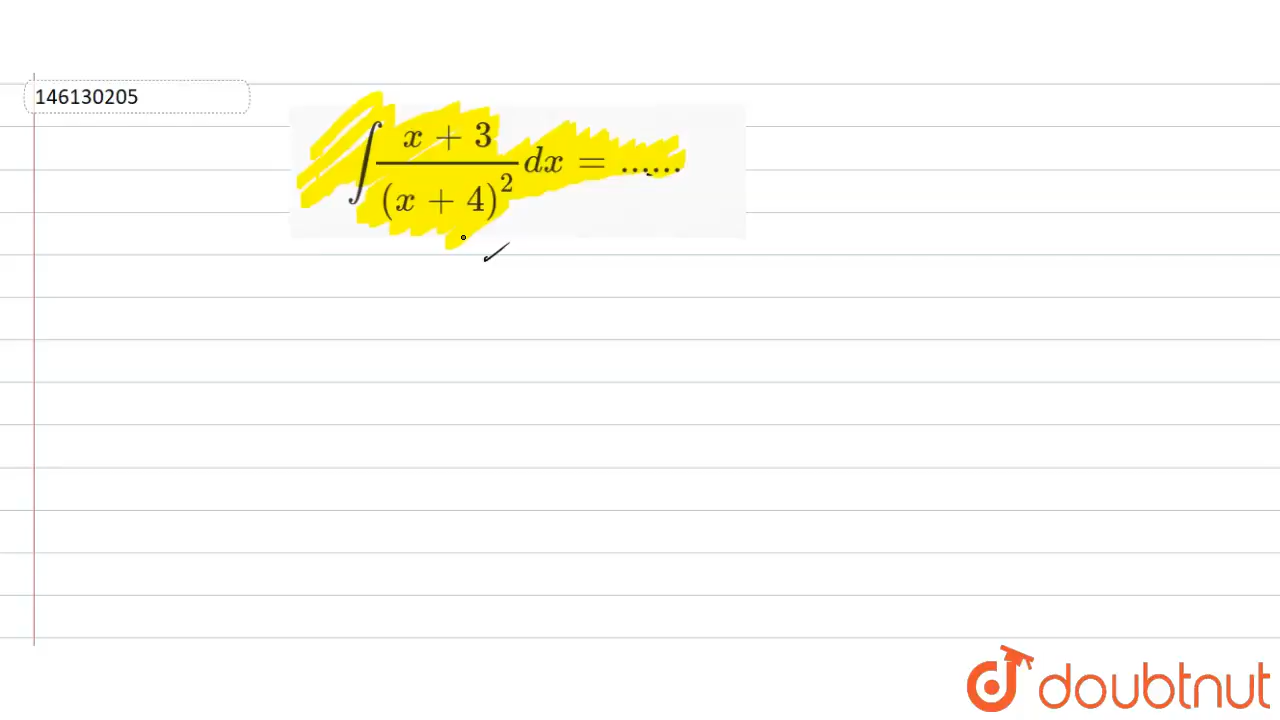 146130205
∫ x + 3 / (x + 4)² dx = ......
doubtnut